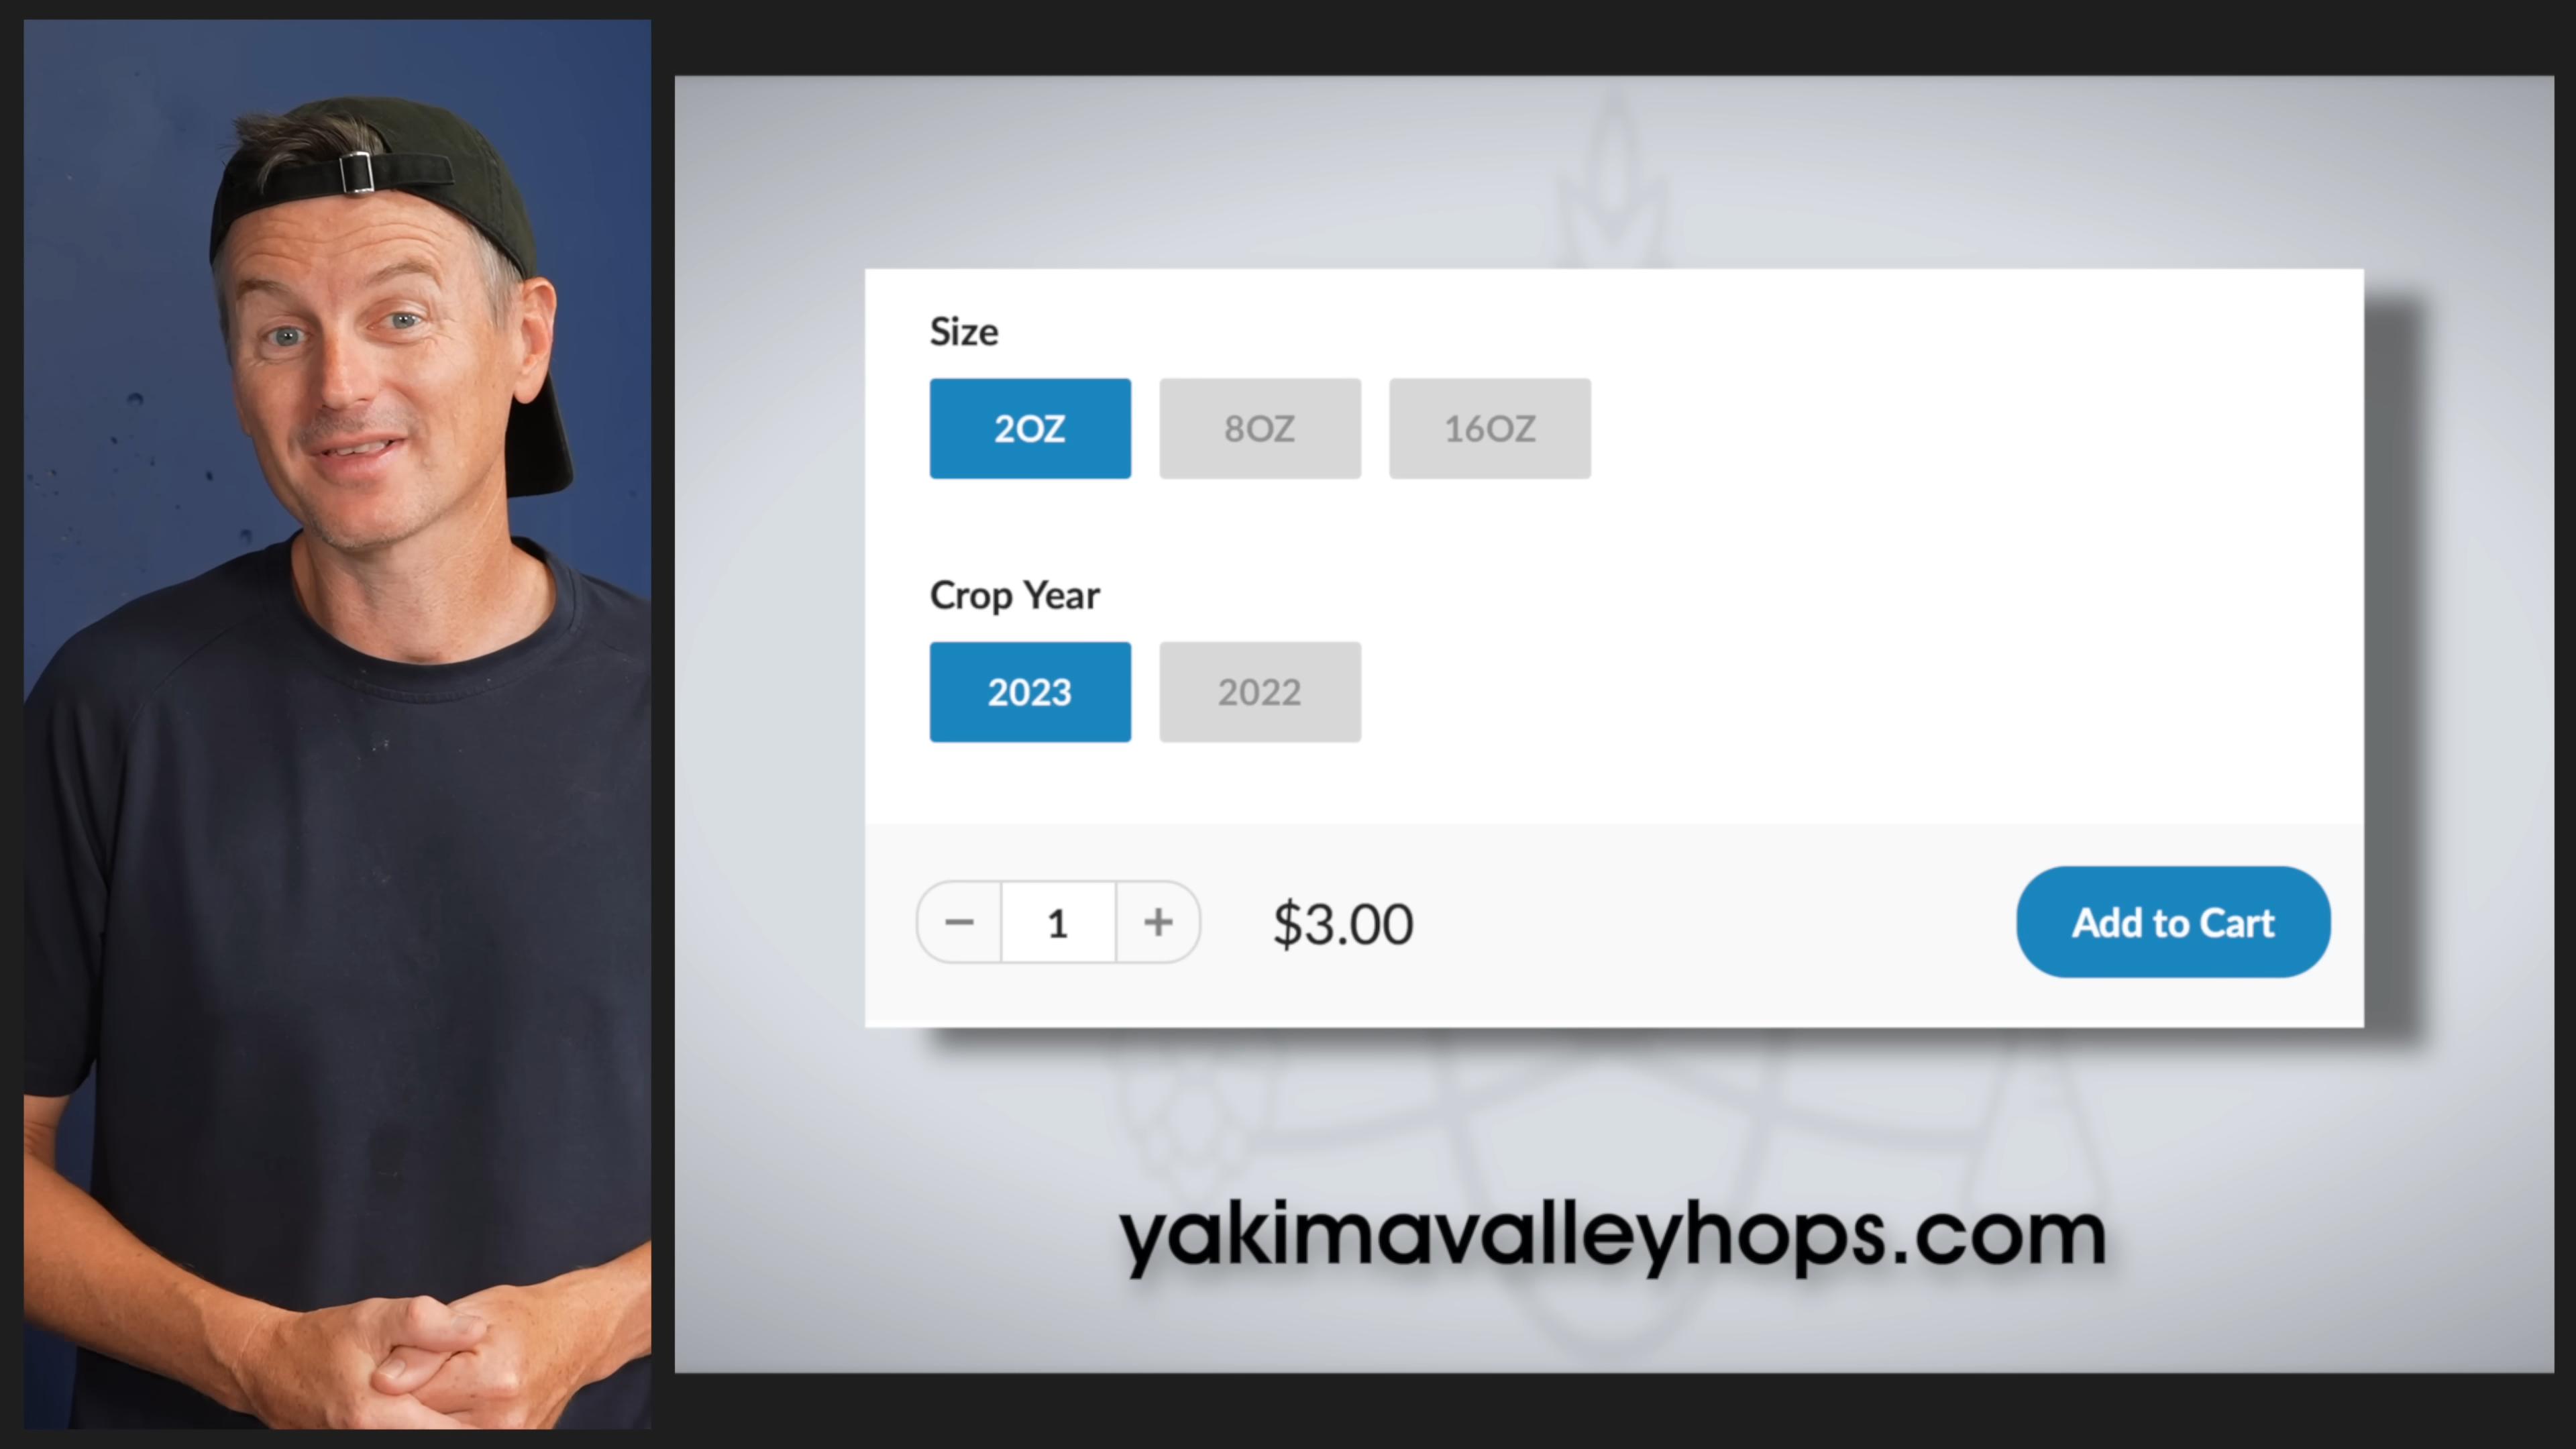 Size
2OZ 8OZ 16OZ
Crop Year
2023 2022
− 1 + $3.00 Add to Cart
yakimavalleyhops.com